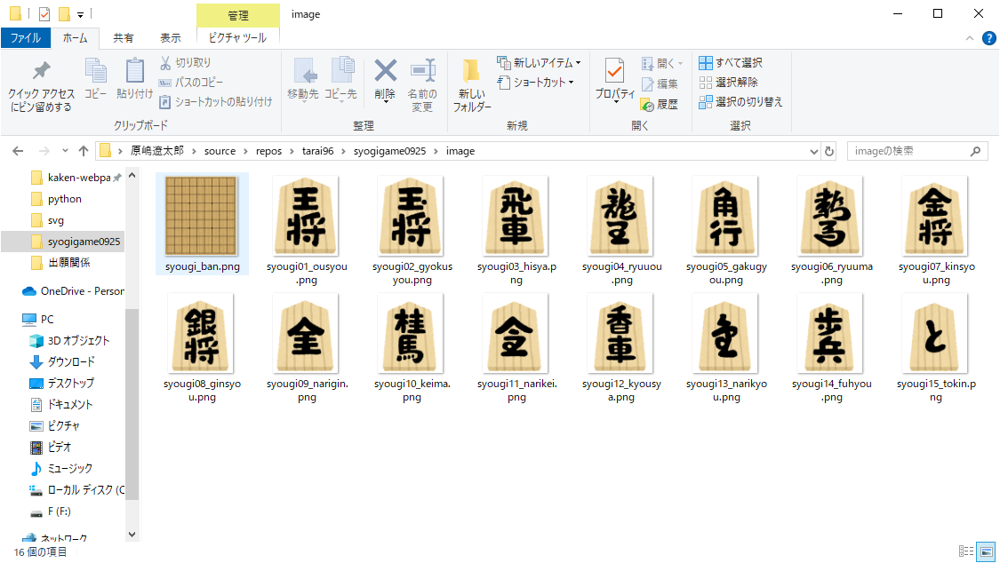 管理
image
ファイル
ホーム
共有
表示
ピクチャ ツール
クイック アクセス
にピン留めする
コピー
貼り付け
切り取り
パスのコピー
ショートカットの貼り付け
クリップボード
移動先
コピー先
削除
名前の
変更
整理
新しい
フォルダー
新しいアイテム
ショートカット
新規
プロパティ
開く
編集
履歴
開く
すべて選択
選択解除
選択の切り替え
選択
原嶋遼太郎 › source › repos › tarai96 › syogigame0925 › image
imageの検索
kaken-webpa
python
svg
syogigame0925
出願関係
OneDrive - Person
PC
3D オブジェクト
ダウンロード
デスクトップ
ドキュメント
ピクチャ
ビデオ
ミュージック
ローカル ディスク (C
F (F:)
ネットワーク
syougi_ban.png
王将
syougi01_ousyou
.png
玉将
syougi02_gyokus
you.png
飛車
syougi03_hisya.p
ng
龍王
syougi04_ryuuou
.png
角行
syougi05_gakugy
ou.png
syougi06_ryuuma
.png
金将
syougi07_kinsyo
u.png
銀将
syougi08_ginsyo
u.png
全
syougi09_narigin.
png
桂馬
syougi10_keima.
png
syougi11_narikei.
png
香車
syougi12_kyousy
a.png
syougi13_narikyo
u.png
歩兵
syougi14_fuhyou
.png
と
syougi15_tokin.p
ng
16 個の項目